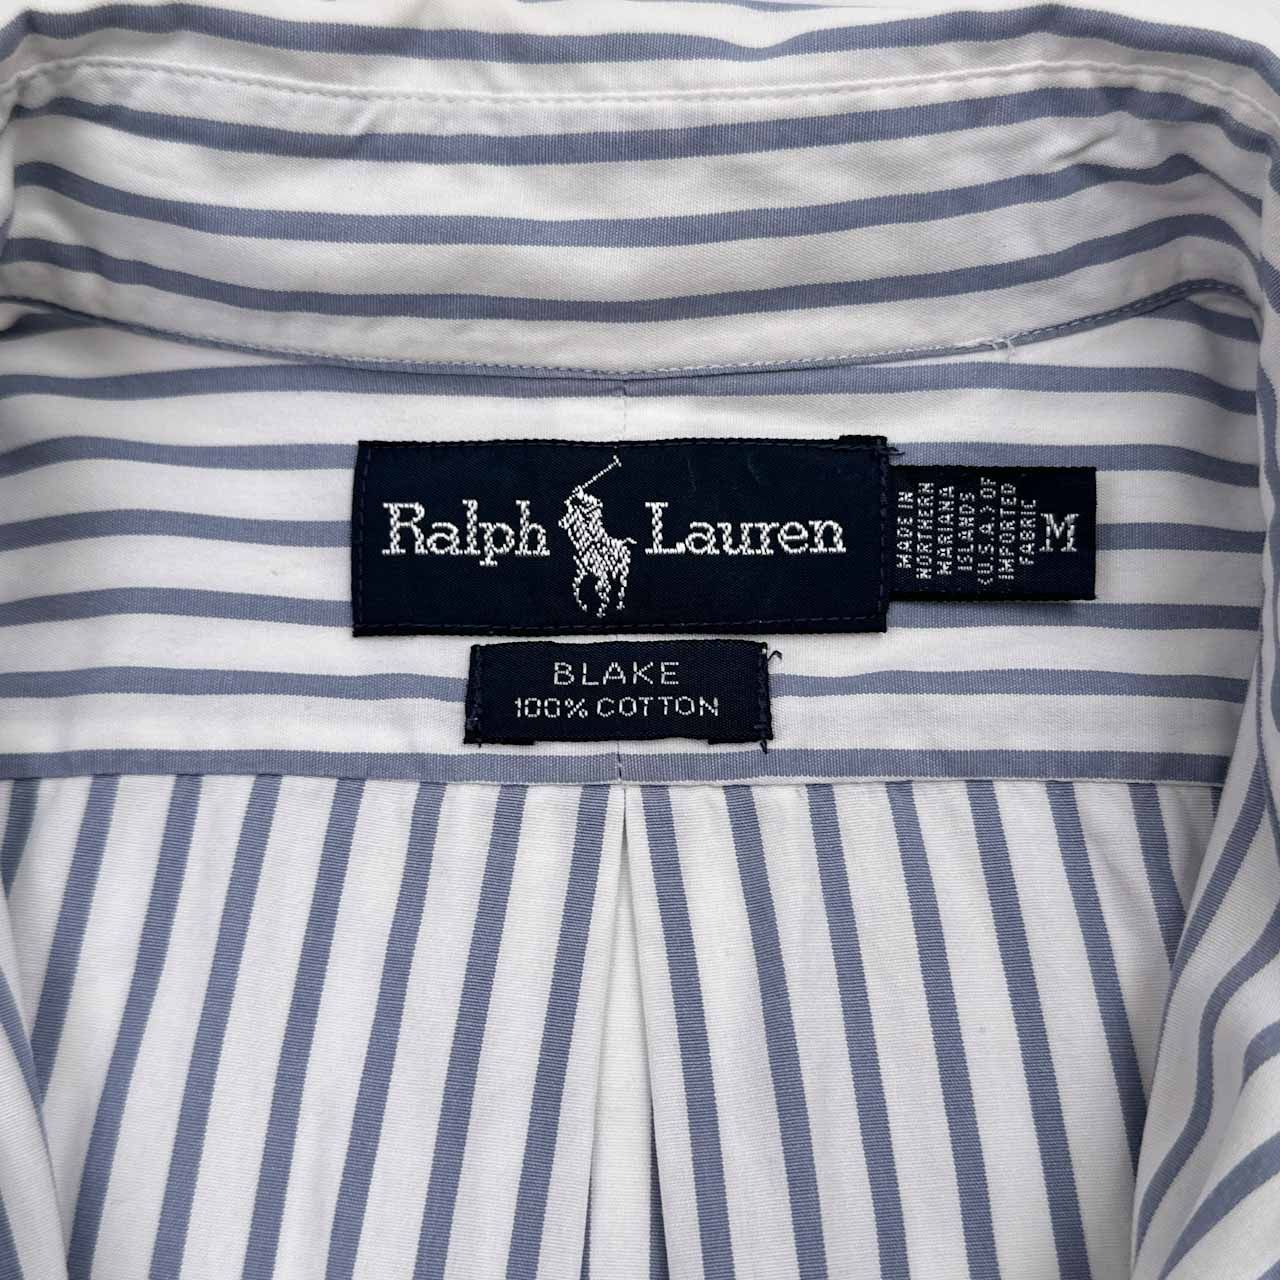 Ralph Lauren
MADE IN
NORTHERN
MARIANA
ISLANDS
(U.S.A.) OF
IMPORTED
FABRIC
M
BLAKE
100% COTTON